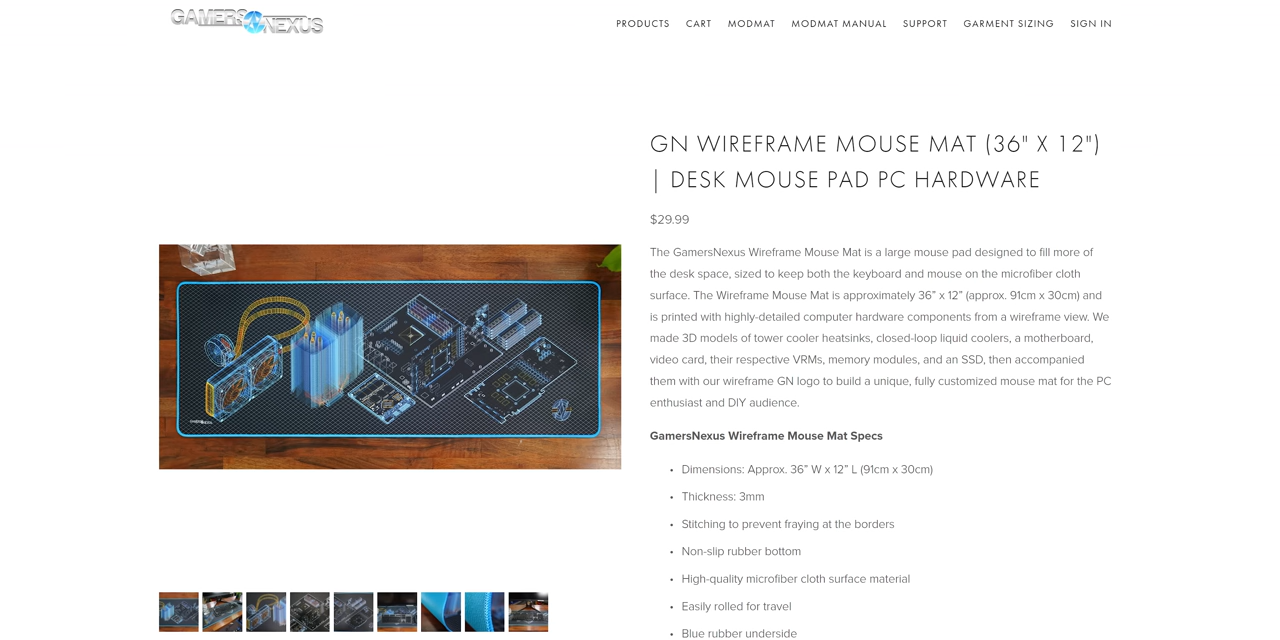 GAMERS NEXUS
PRODUCTS CART MODMAT MODMAT MANUAL SUPPORT GARMENT SIZING SIGN IN
GN WIREFRAME MOUSE MAT (36" X 12")
| DESK MOUSE PAD PC HARDWARE
$29.99
The GamersNexus Wireframe Mouse Mat is a large mouse pad designed to fill more of
the desk space, sized to keep both the keyboard and mouse on the microfiber cloth
surface. The Wireframe Mouse Mat is approximately 36” x 12” (approx. 91cm x 30cm) and
is printed with highly-detailed computer hardware components from a wireframe view. We
made 3D models of tower cooler heatsinks, closed-loop liquid coolers, a motherboard,
video card, their respective VRMs, memory modules, and an SSD, then accompanied
them with our wireframe GN logo to build a unique, fully customized mouse mat for the PC
enthusiast and DIY audience.
GamersNexus Wireframe Mouse Mat Specs
• Dimensions: Approx. 36” W x 12” L (91cm x 30cm)
• Thickness: 3mm
• Stitching to prevent fraying at the borders
• Non-slip rubber bottom
• High-quality microfiber cloth surface material
• Easily rolled for travel
• Blue rubber underside